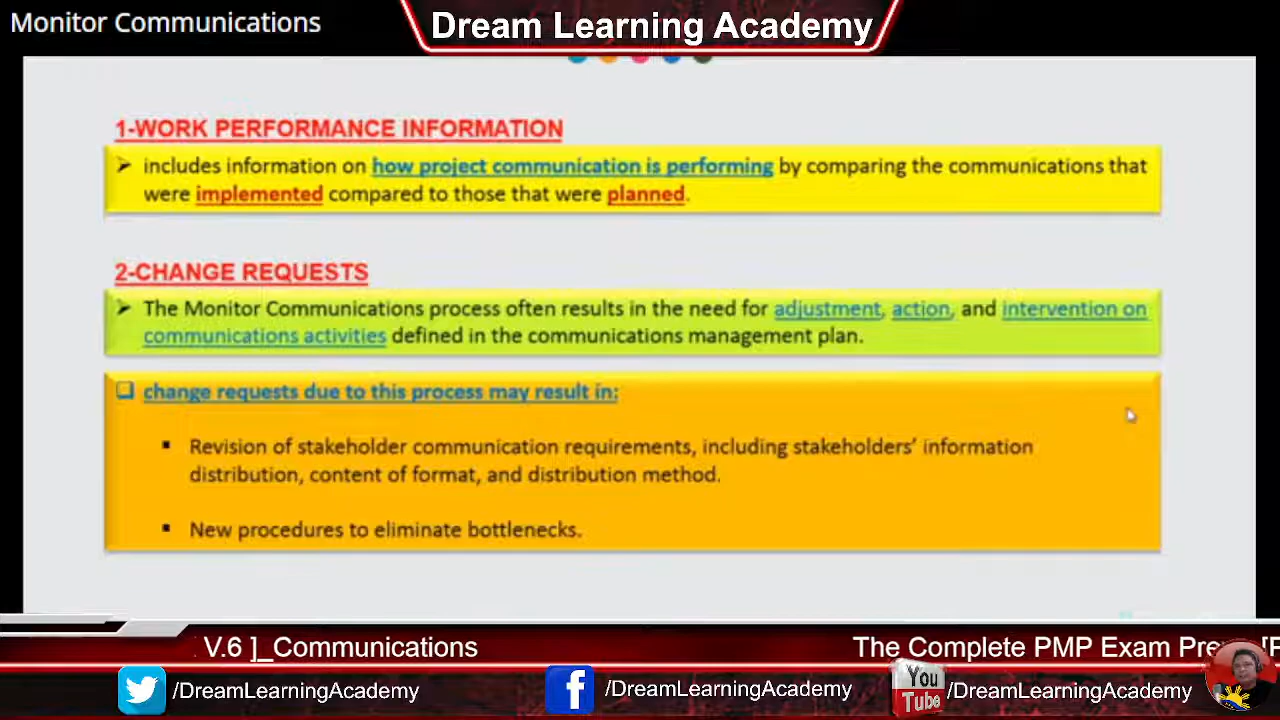 Monitor Communications
Dream Learning Academy
1-WORK PERFORMANCE INFORMATION
➤ includes information on how project communication is performing by comparing the communications that
were implemented compared to those that were planned.
2-CHANGE REQUESTS
➤ The Monitor Communications process often results in the need for adjustment, action, and intervention on
communications activities defined in the communications management plan.
❑ change requests due to this process may result in:
▪ Revision of stakeholder communication requirements, including stakeholders’ information
distribution, content of format, and distribution method.
▪ New procedures to eliminate bottlenecks.
V.6 ]_Communications
The Complete PMP Exam Prep
/DreamLearningAcademy
/DreamLearningAcademy
You
Tube
/DreamLearningAcademy